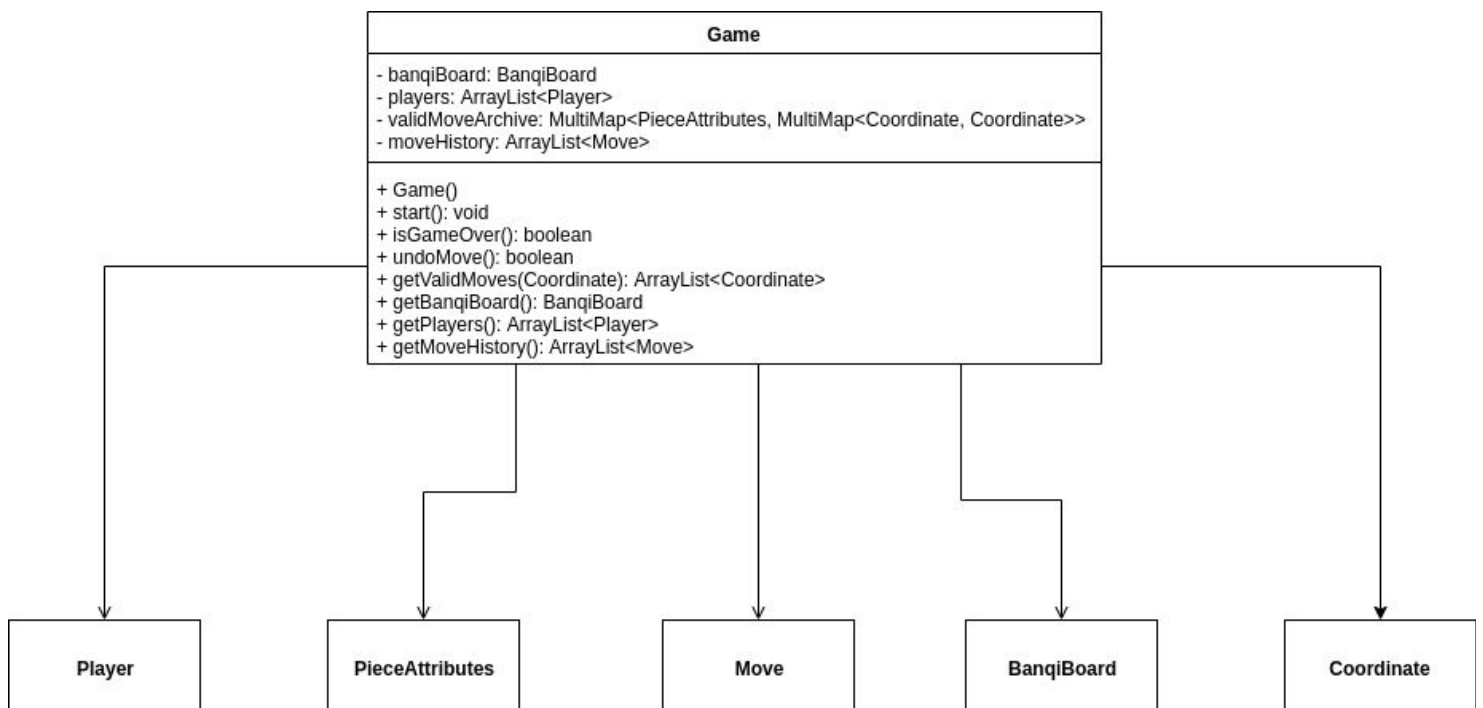 Game
- banqiBoard: BanqiBoard
- players: ArrayList<Player>
- validMoveArchive: MultiMap<PieceAttributes, MultiMap<Coordinate, Coordinate>>
- moveHistory: ArrayList<Move>
+ Game()
+ start(): void
+ isGameOver(): boolean
+ undoMove(): boolean
+ getValidMoves(Coordinate): ArrayList<Coordinate>
+ getBanqiBoard(): BanqiBoard
+ getPlayers(): ArrayList<Player>
+ getMoveHistory(): ArrayList<Move>
Player
PieceAttributes
Move
BanqiBoard
Coordinate